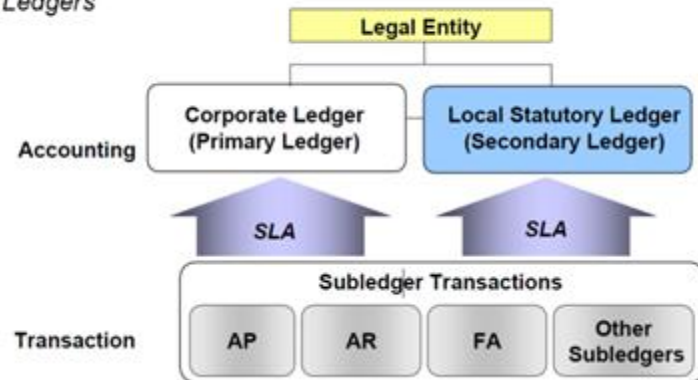 Ledgers
Legal Entity
Corporate Ledger
(Primary Ledger)
Local Statutory Ledger
(Secondary Ledger)
Accounting
SLA
SLA
Subledger Transactions
Transaction
AP
AR
FA
Other
Subledgers